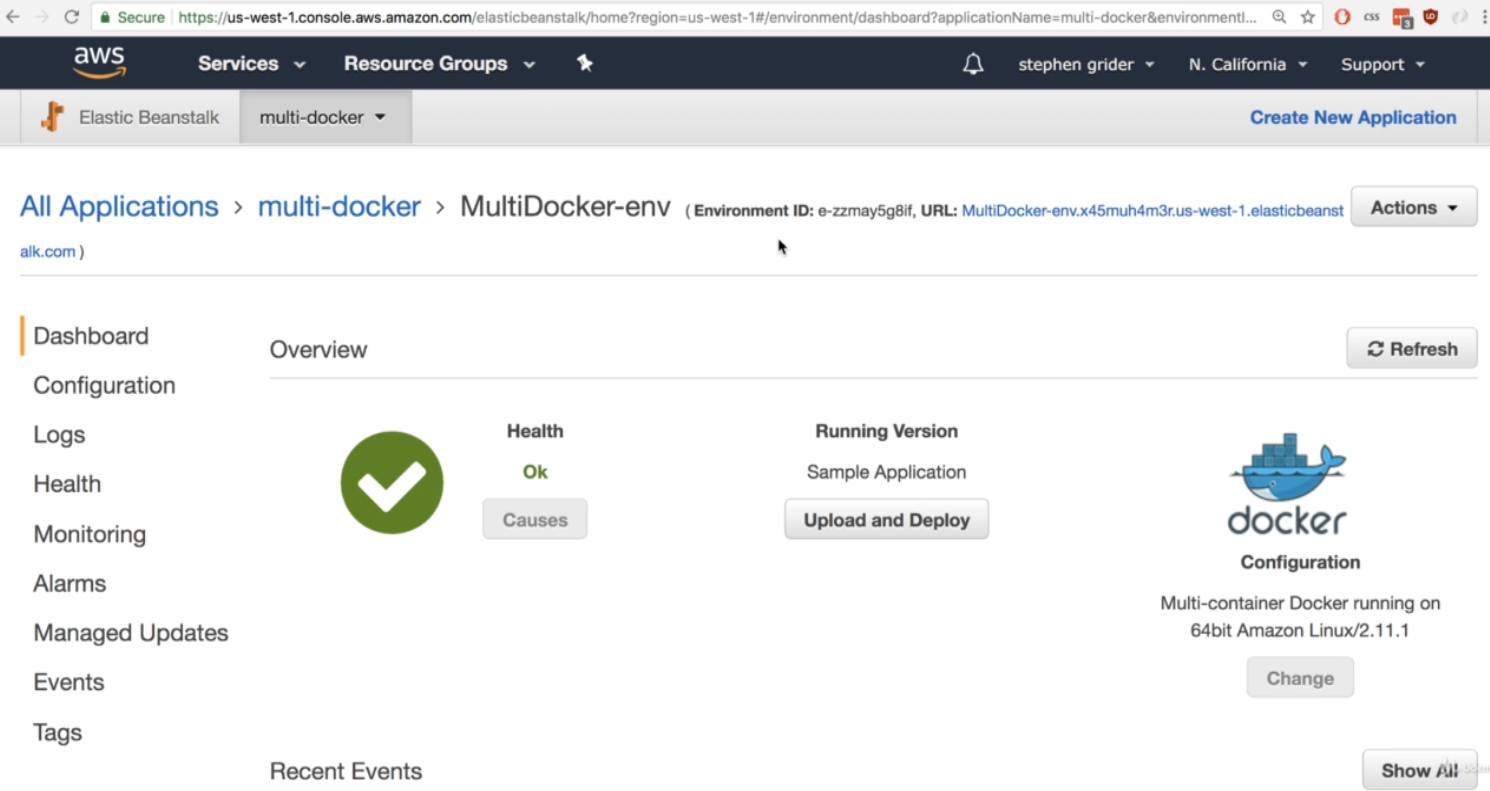 Secure https://us-west-1.console.aws.amazon.com/elasticbeanstalk/home?region=us-west-1#/environment/dashboard?applicationName=multi-docker&environmentI...
css
3
aws Services Resource Groups stephen grider N. California Support
Elastic Beanstalk multi-docker Create New Application
All Applications > multi-docker > MultiDocker-env ( Environment ID: e-zzmay5g8if, URL: MultiDocker-env.x45muh4m3r.us-west-1.elasticbeanst Actions
alk.com )
Dashboard
Configuration
Logs
Health
Monitoring
Alarms
Managed Updates
Events
Tags
Overview Refresh
Health
Ok
Causes
Running Version
Sample Application
Upload and Deploy
docker
Configuration
Multi-container Docker running on
64bit Amazon Linux/2.11.1
Change
Recent Events Show All